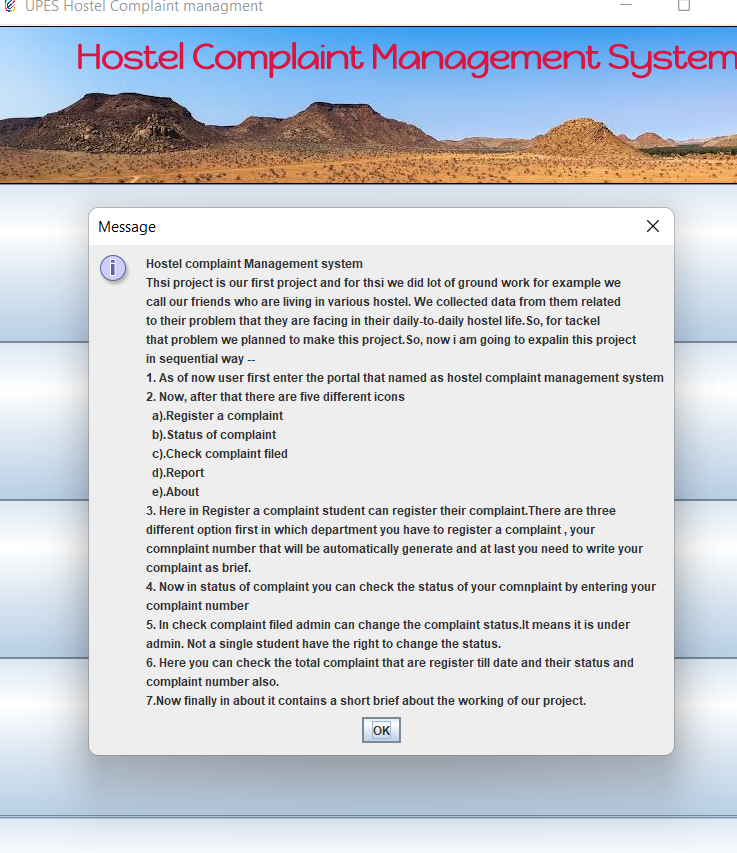 UPES Hostel Complaint managment
Hostel Complaint Management System
Message
Hostel complaint Management system
Thsi project is our first project and for thsi we did lot of ground work for example we
call our friends who are living in various hostel. We collected data from them related
to their problem that they are facing in their daily-to-daily hostel life.So, for tackel
that problem we planned to make this project.So, now i am going to expalin this project
in sequential way --
1. As of now user first enter the portal that named as hostel complaint management system
2. Now, after that there are five different icons
a).Register a complaint
b).Status of complaint
c).Check complaint filed
d).Report
e).About
3. Here in Register a complaint student can register their complaint.There are three
different option first in which department you have to register a complaint , your
comnplaint number that will be automatically generate and at last you need to write your
complaint as brief.
4. Now in status of complaint you can check the status of your comnplaint by entering your
complaint number
5. In check complaint filed admin can change the complaint status.It means it is under
admin. Not a single student have the right to change the status.
6. Here you can check the total complaint that are register till date and their status and
complaint number also.
7.Now finally in about it contains a short brief about the working of our project.
OK